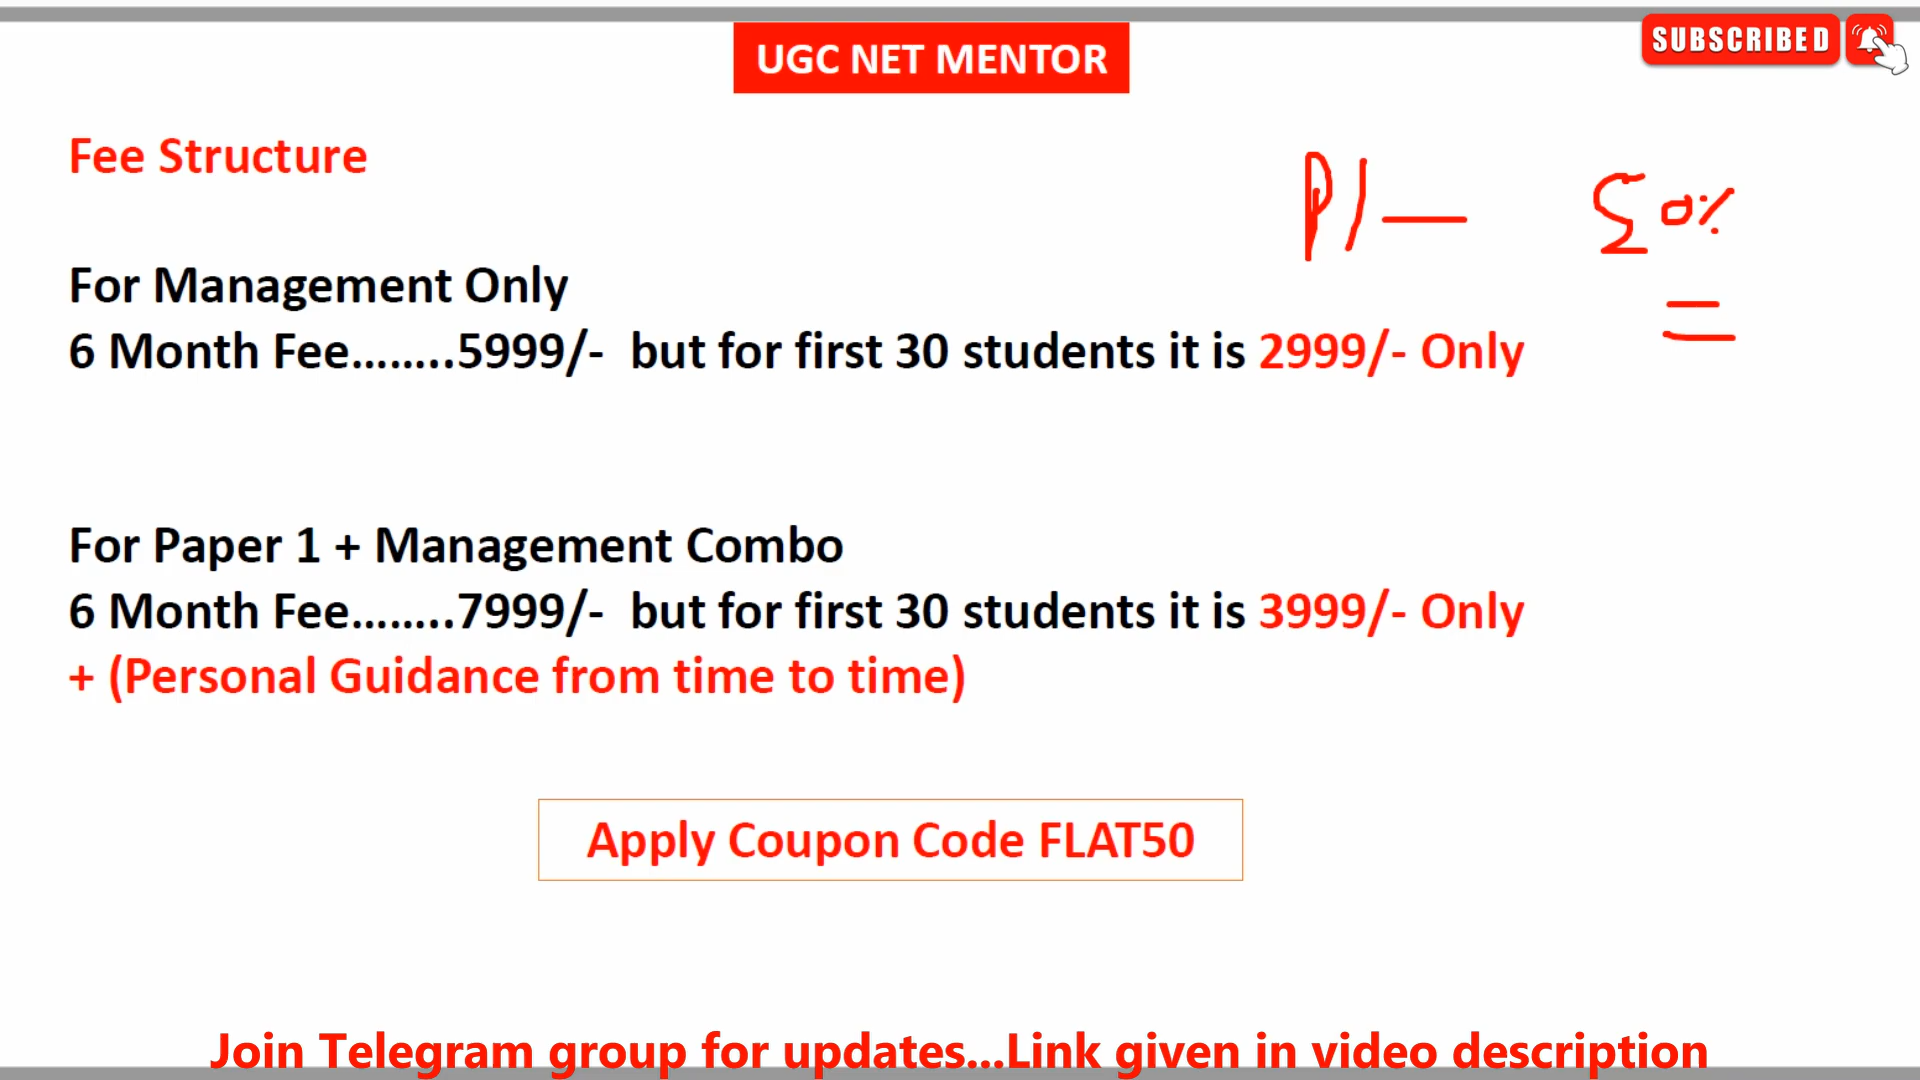 UGC NET MENTOR
SUBSCRIBED
Fee Structure
P1 — 50%
For Management Only
6 Month Fee........5999/- but for first 30 students it is 2999/- Only
For Paper 1 + Management Combo
6 Month Fee........7999/- but for first 30 students it is 3999/- Only
+ (Personal Guidance from time to time)
Apply Coupon Code FLAT50
Join Telegram group for updates...Link given in video description